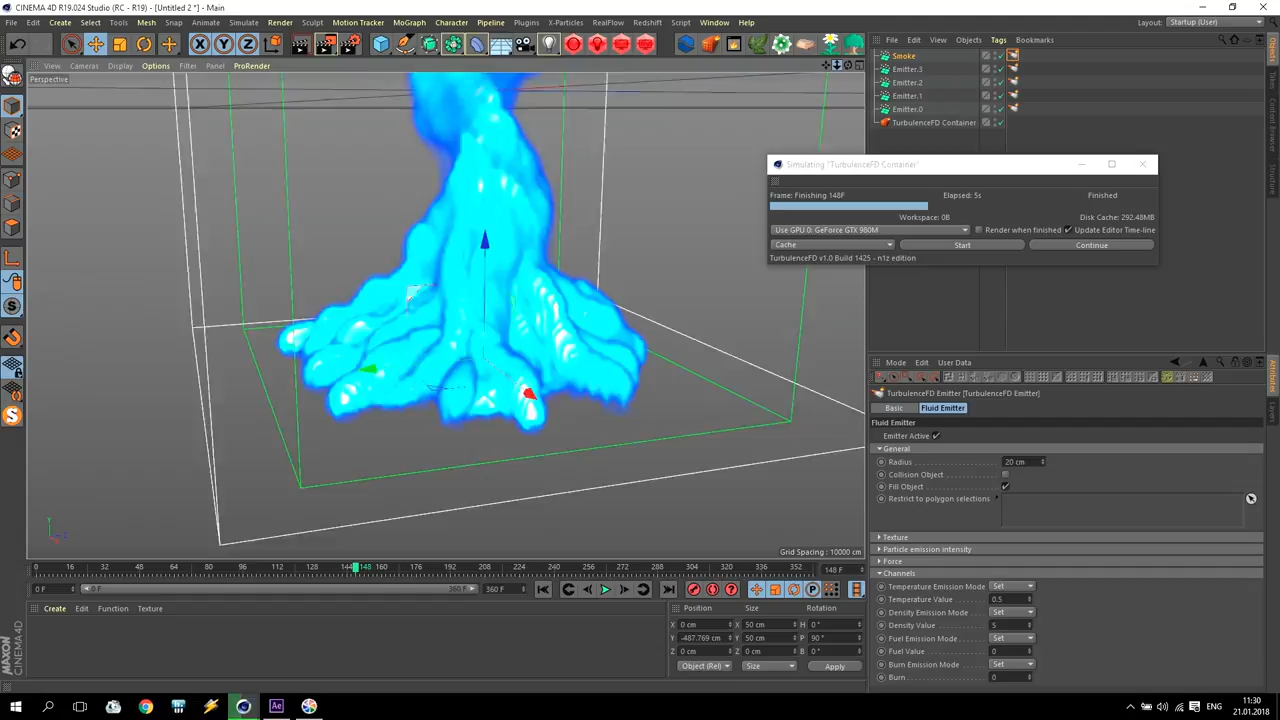 CINEMA 4D R19.024 Studio (RC - R19) - [Untitled 2 *] - Main
File Edit Create Select Tools Mesh Snap Animate Simulate Render Sculpt Motion Tracker MoGraph Character Pipeline Plugins X-Particles RealFlow Redshift Script Window Help Layout: Startup (User)
X Y Z
File Edit View Objects Tags Bookmarks
View Cameras Display Options Filter Panel ProRender
Perspective
Smoke
Emitter.3
Emitter.2
Emitter.1
Emitter.0
TurbulenceFD Container
Simulating "TurbulenceFD Container"
Frame: Finishing 148F Elapsed: 5s Finished
Workspace: 0B Disk Cache: 292.48MB
Use GPU 0: GeForce GTX 980M Render when finished Update Editor Time-line
Cache Start Continue
TurbulenceFD v1.0 Build 1425 - n1z edition
Mode Edit User Data
TurbulenceFD Emitter [TurbulenceFD Emitter]
Basic Fluid Emitter
Fluid Emitter
Emitter Active
General
Radius 20 cm
Collision Object
Fill Object
Restrict to polygon selections
Texture
Particle emission intensity
Force
Channels
Temperature Emission Mode Set
Temperature Value 0.5
Density Emission Mode Set
Density Value 5
Fuel Emission Mode Set
Fuel Value 0
Burn Emission Mode Set
Burn 0
Objects
Takes
Content Browser
Structure
Attributes
Layers
Y
Grid Spacing : 10000 cm
0 16 32 48 64 80 96 112 128 144 148 160 176 192 208 224 240 256 272 288 304 320 336 352 148 F
0 F 0 F 360 F 360 F
Create Edit Function Texture
Position Size Rotation
X 0 cm X 50 cm H 0 °
Y -487.769 cm Y 50 cm P 90 °
Z 0 cm Z 0 cm B 0 °
Object (Rel) Size Apply
MAXON
CINEMA 4D
Ae
ENG
11:30
21.01.2018